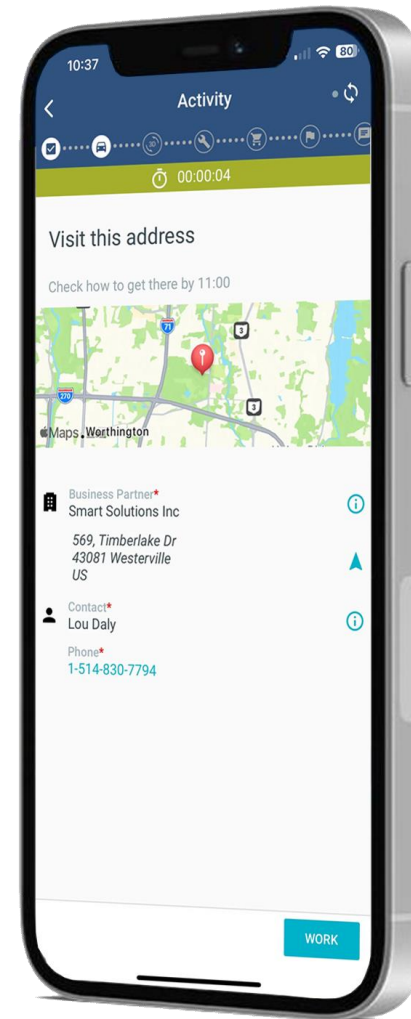 10:37
80
Activity
3D
00:00:04
Visit this address
Check how to get there by 11:00
71
3
270
3
Maps Worthington
Business Partner*
Smart Solutions Inc
569, Timberlake Dr
43081 Westerville
US
Contact*
Lou Daly
Phone*
1-514-830-7794
WORK